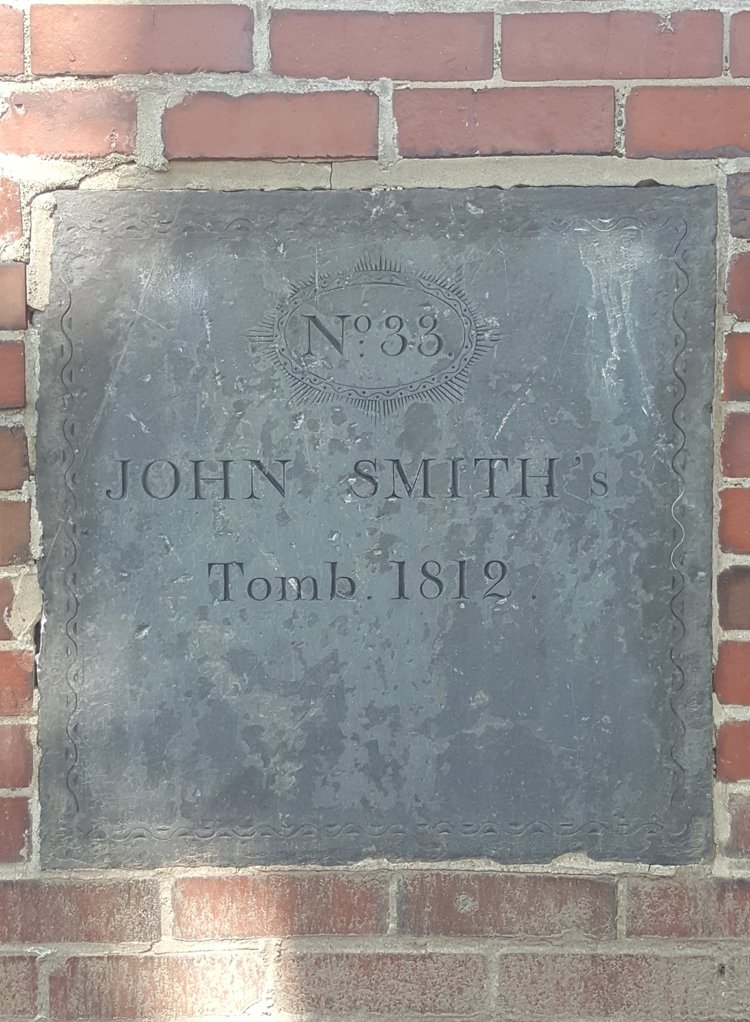 Nº. 33.
JOHN SMITH's
Tomb. 1812.